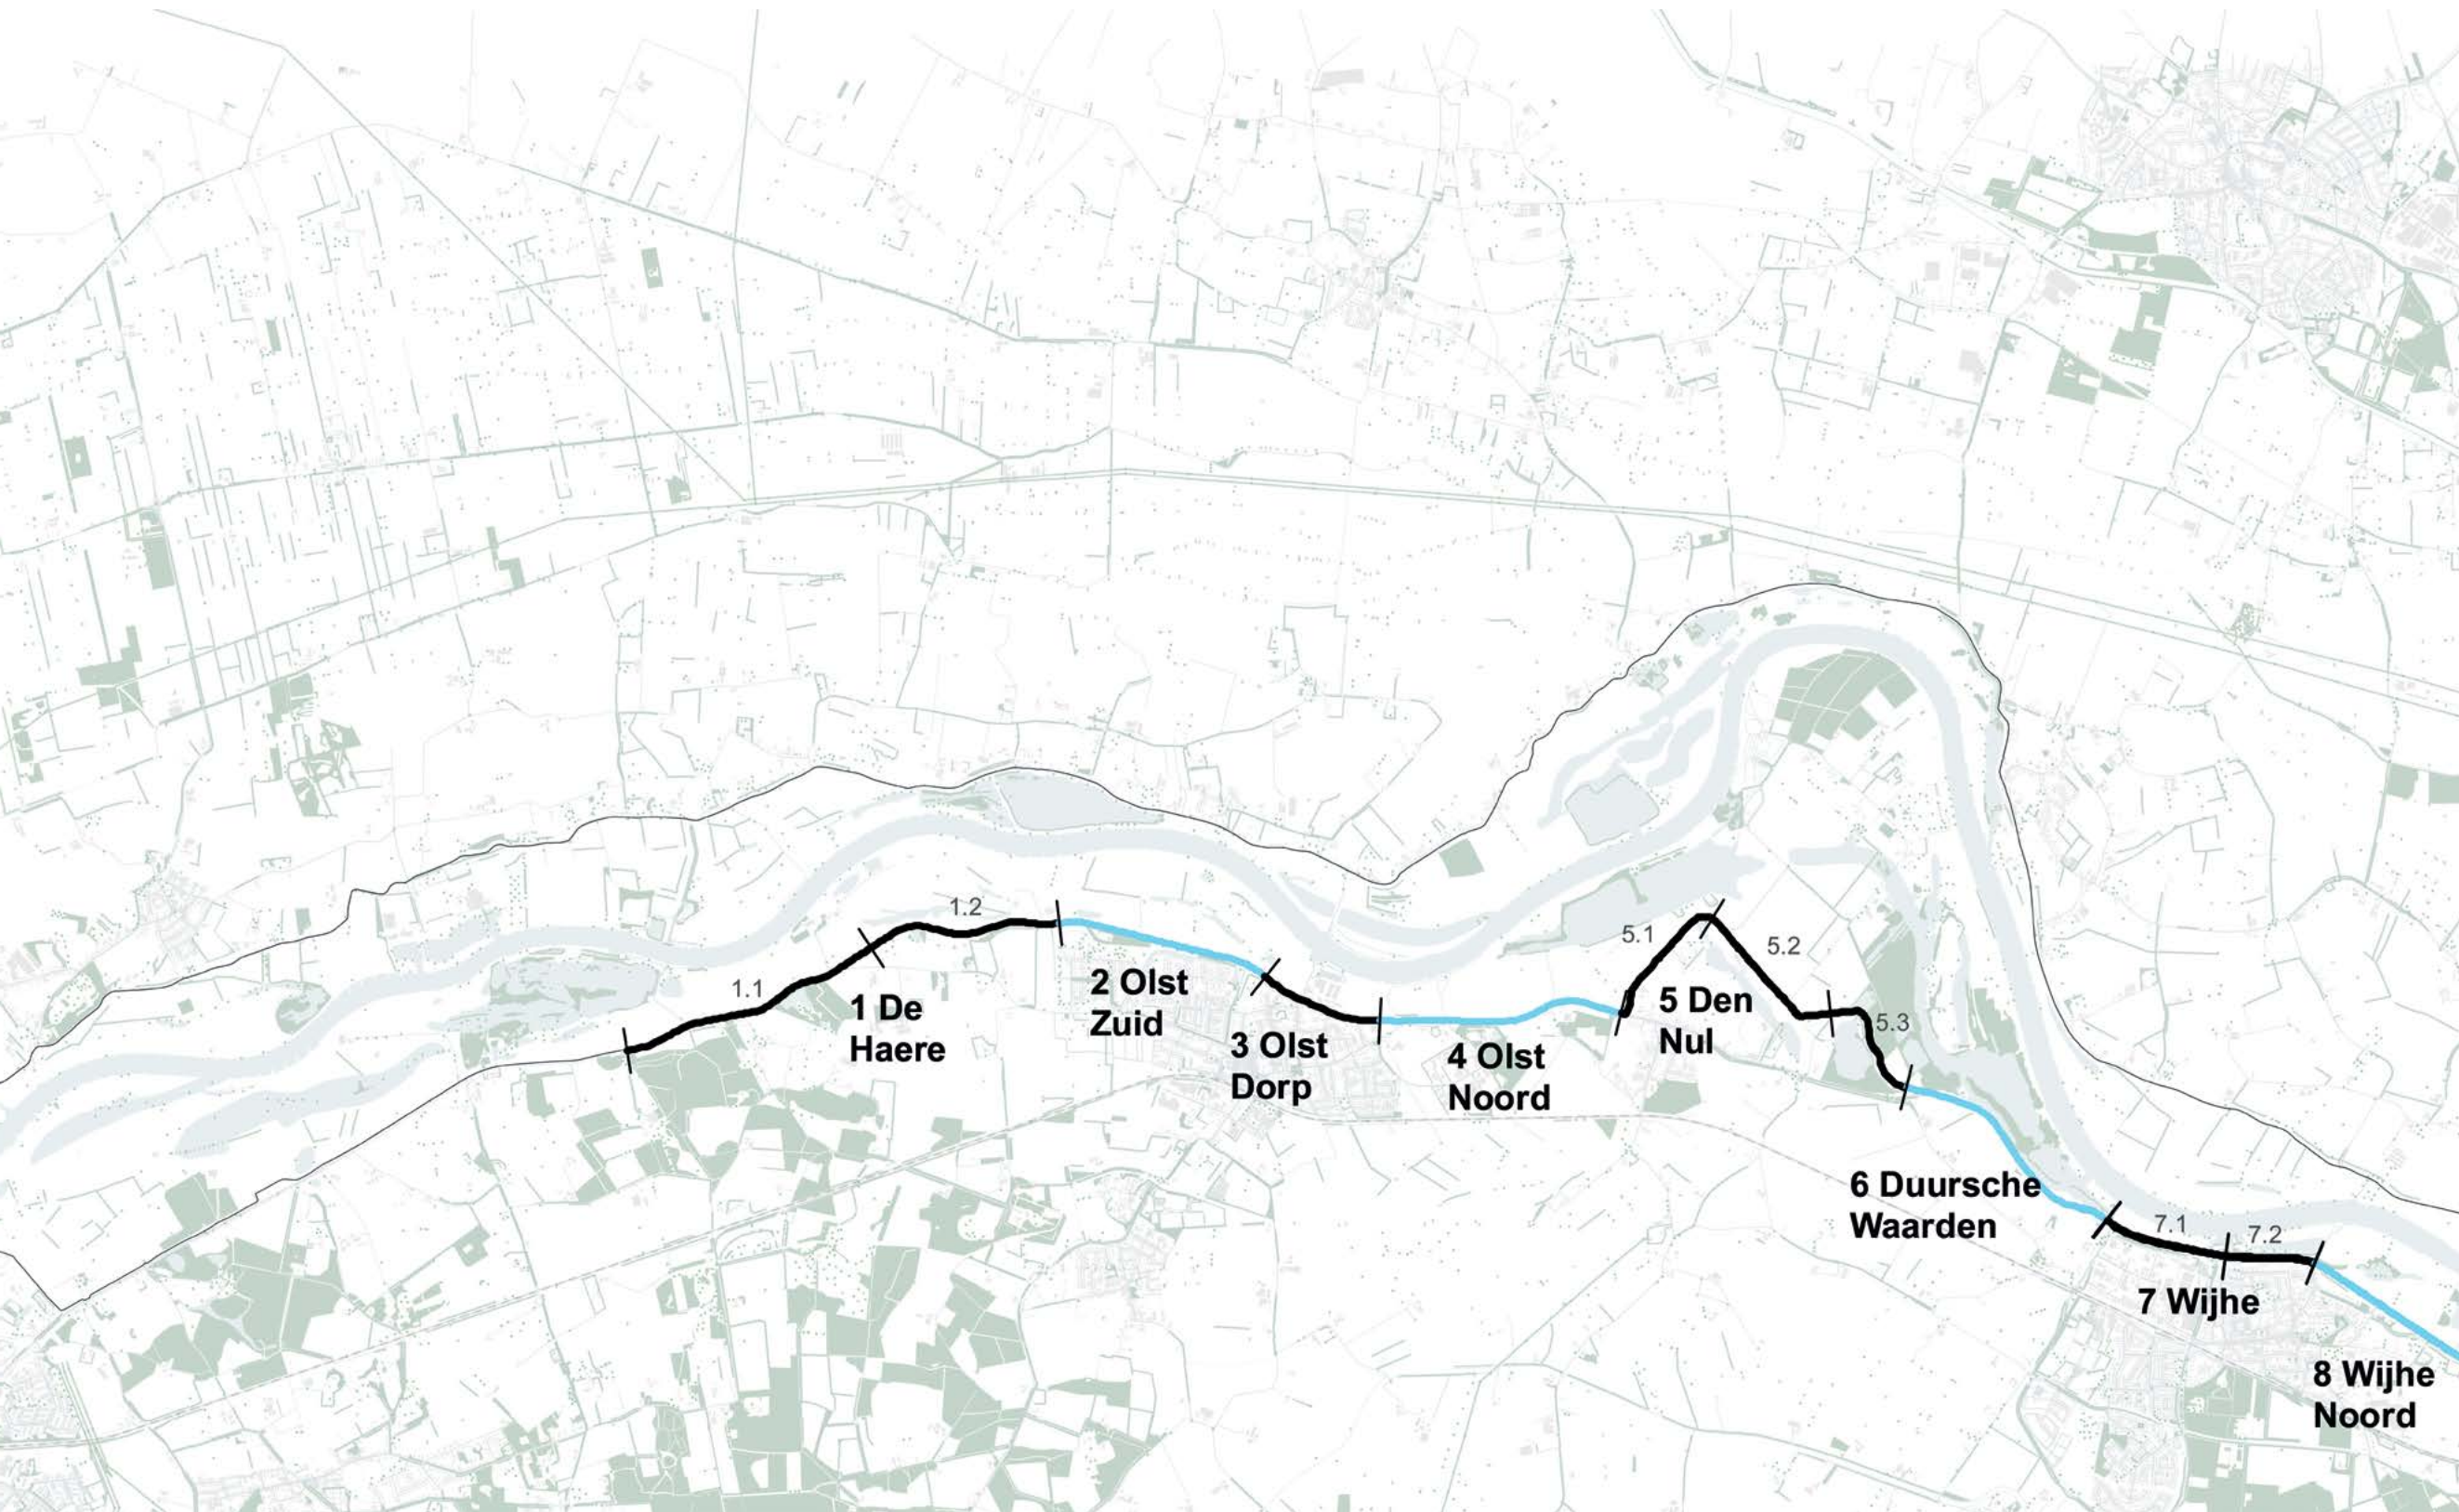 1.1
1.2
1 De
Haere
2 Olst
Zuid
3 Olst
Dorp
4 Olst
Noord
5.1
5.2
5 Den
Nul
5.3
6 Duursche
Waarden
7.1
7.2
7 Wijhe
8 Wijhe
Noord